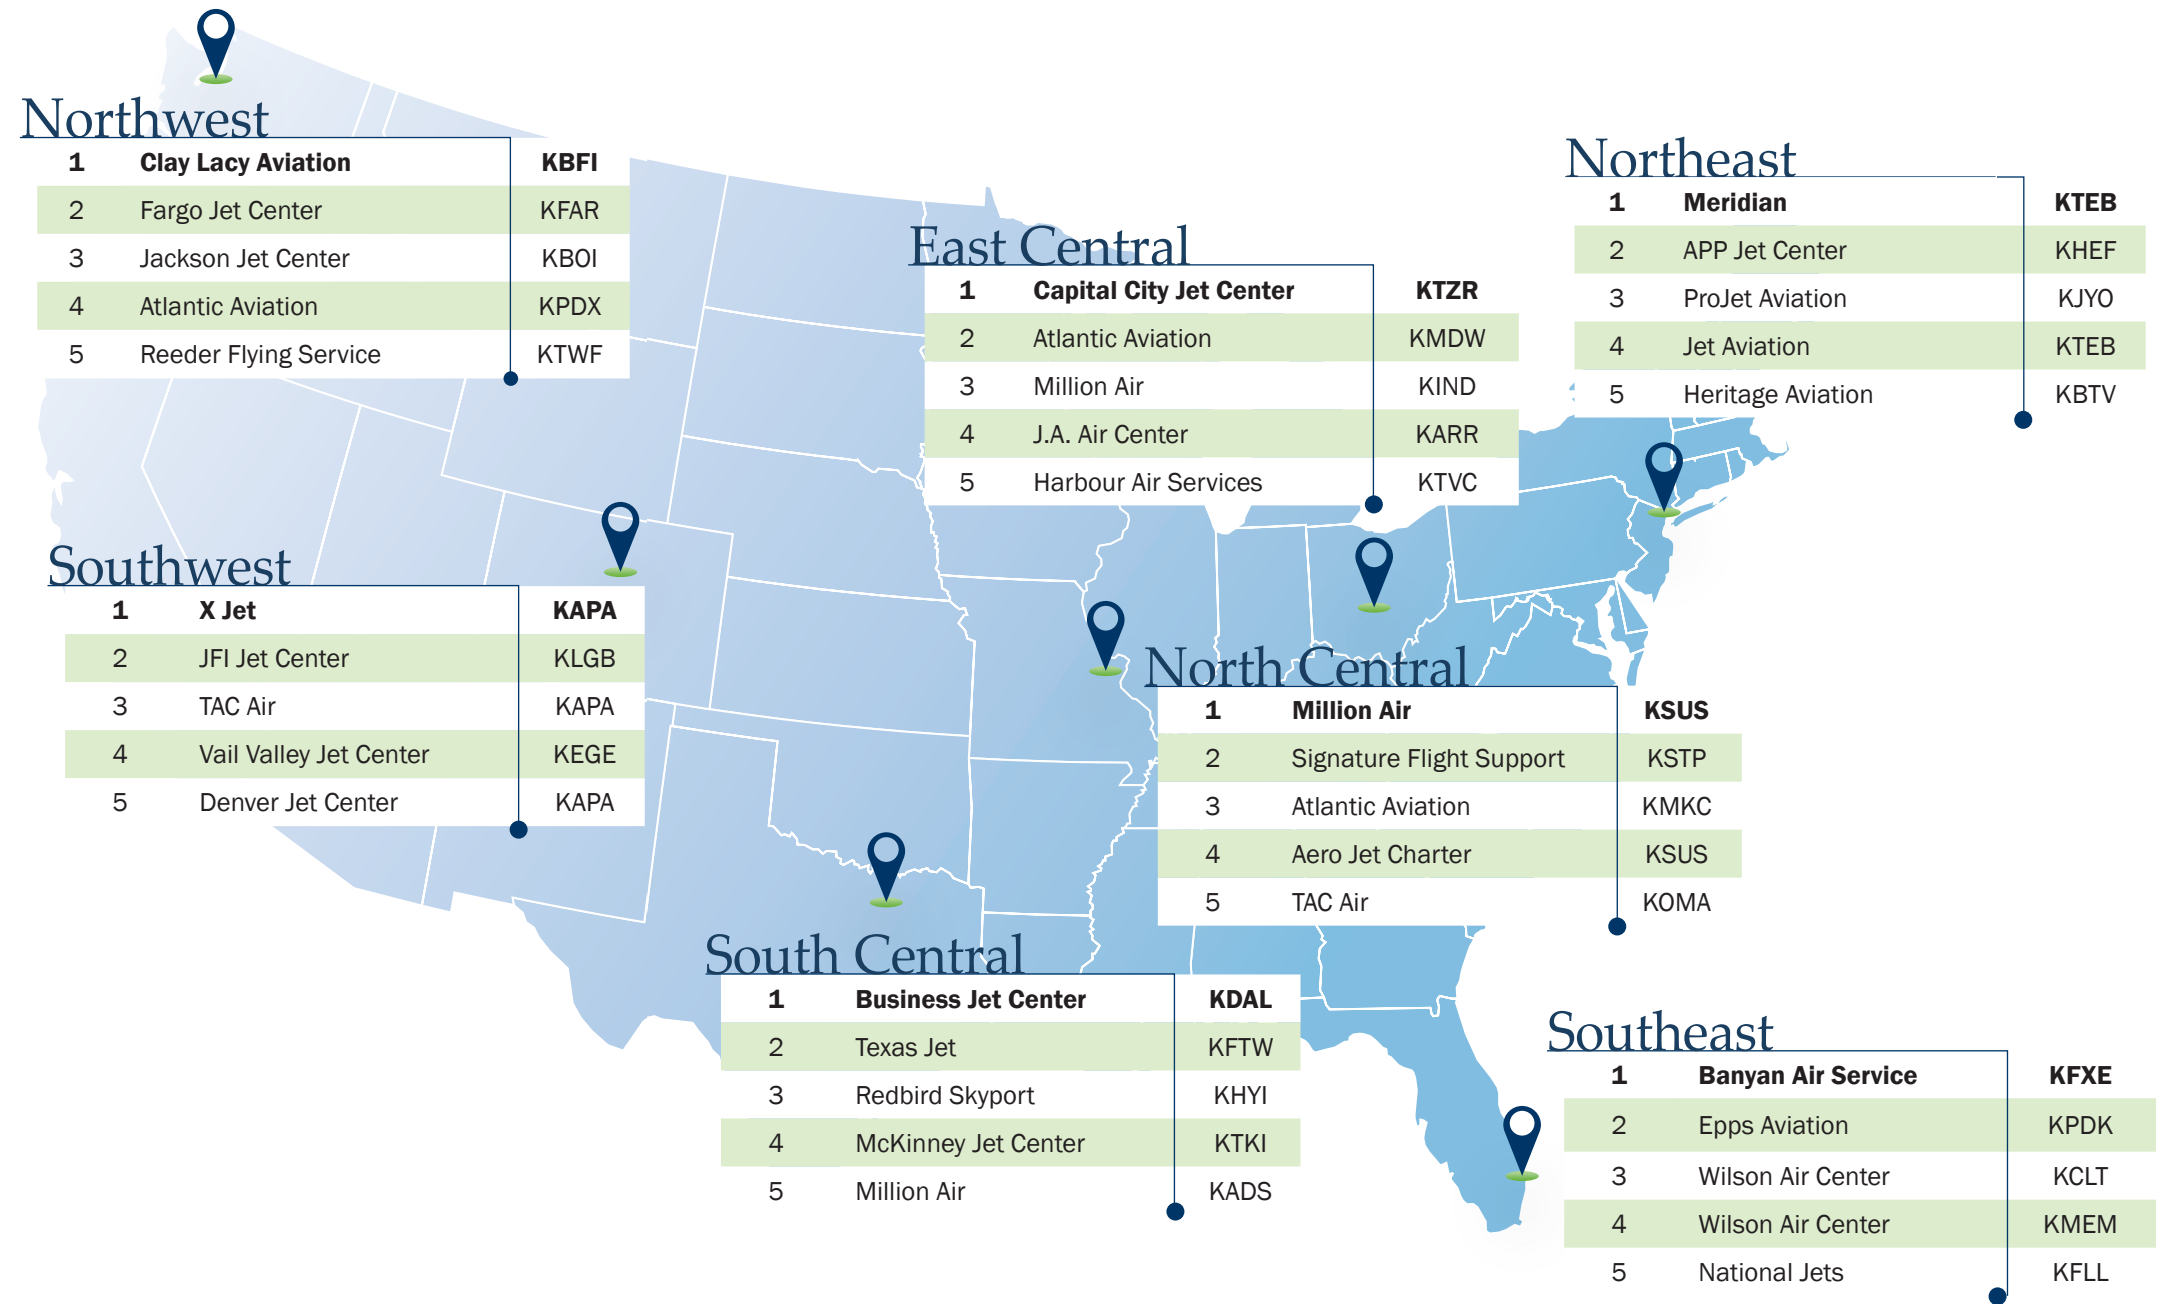 Northwest
1 Clay Lacy Aviation KBFI
2 Fargo Jet Center KFAR
3 Jackson Jet Center KBOI
4 Atlantic Aviation KPDX
5 Reeder Flying Service KTWF
Northeast
1 Meridian KTEB
2 APP Jet Center KHEF
3 ProJet Aviation KJYO
4 Jet Aviation KTEB
5 Heritage Aviation KBTV
East Central
1 Capital City Jet Center KTZR
2 Atlantic Aviation KMDW
3 Million Air KIND
4 J.A. Air Center KARR
5 Harbour Air Services KTVC
Southwest
1 X Jet KAPA
2 JFI Jet Center KLGB
3 TAC Air KAPA
4 Vail Valley Jet Center KEGE
5 Denver Jet Center KAPA
North Central
1 Million Air KSUS
2 Signature Flight Support KSTP
3 Atlantic Aviation KMKC
4 Aero Jet Charter KSUS
5 TAC Air KOMA
South Central
1 Business Jet Center KDAL
2 Texas Jet KFTW
3 Redbird Skyport KHYI
4 McKinney Jet Center KTKI
5 Million Air KADS
Southeast
1 Banyan Air Service KFXE
2 Epps Aviation KPDK
3 Wilson Air Center KCLT
4 Wilson Air Center KMEM
5 National Jets KFLL